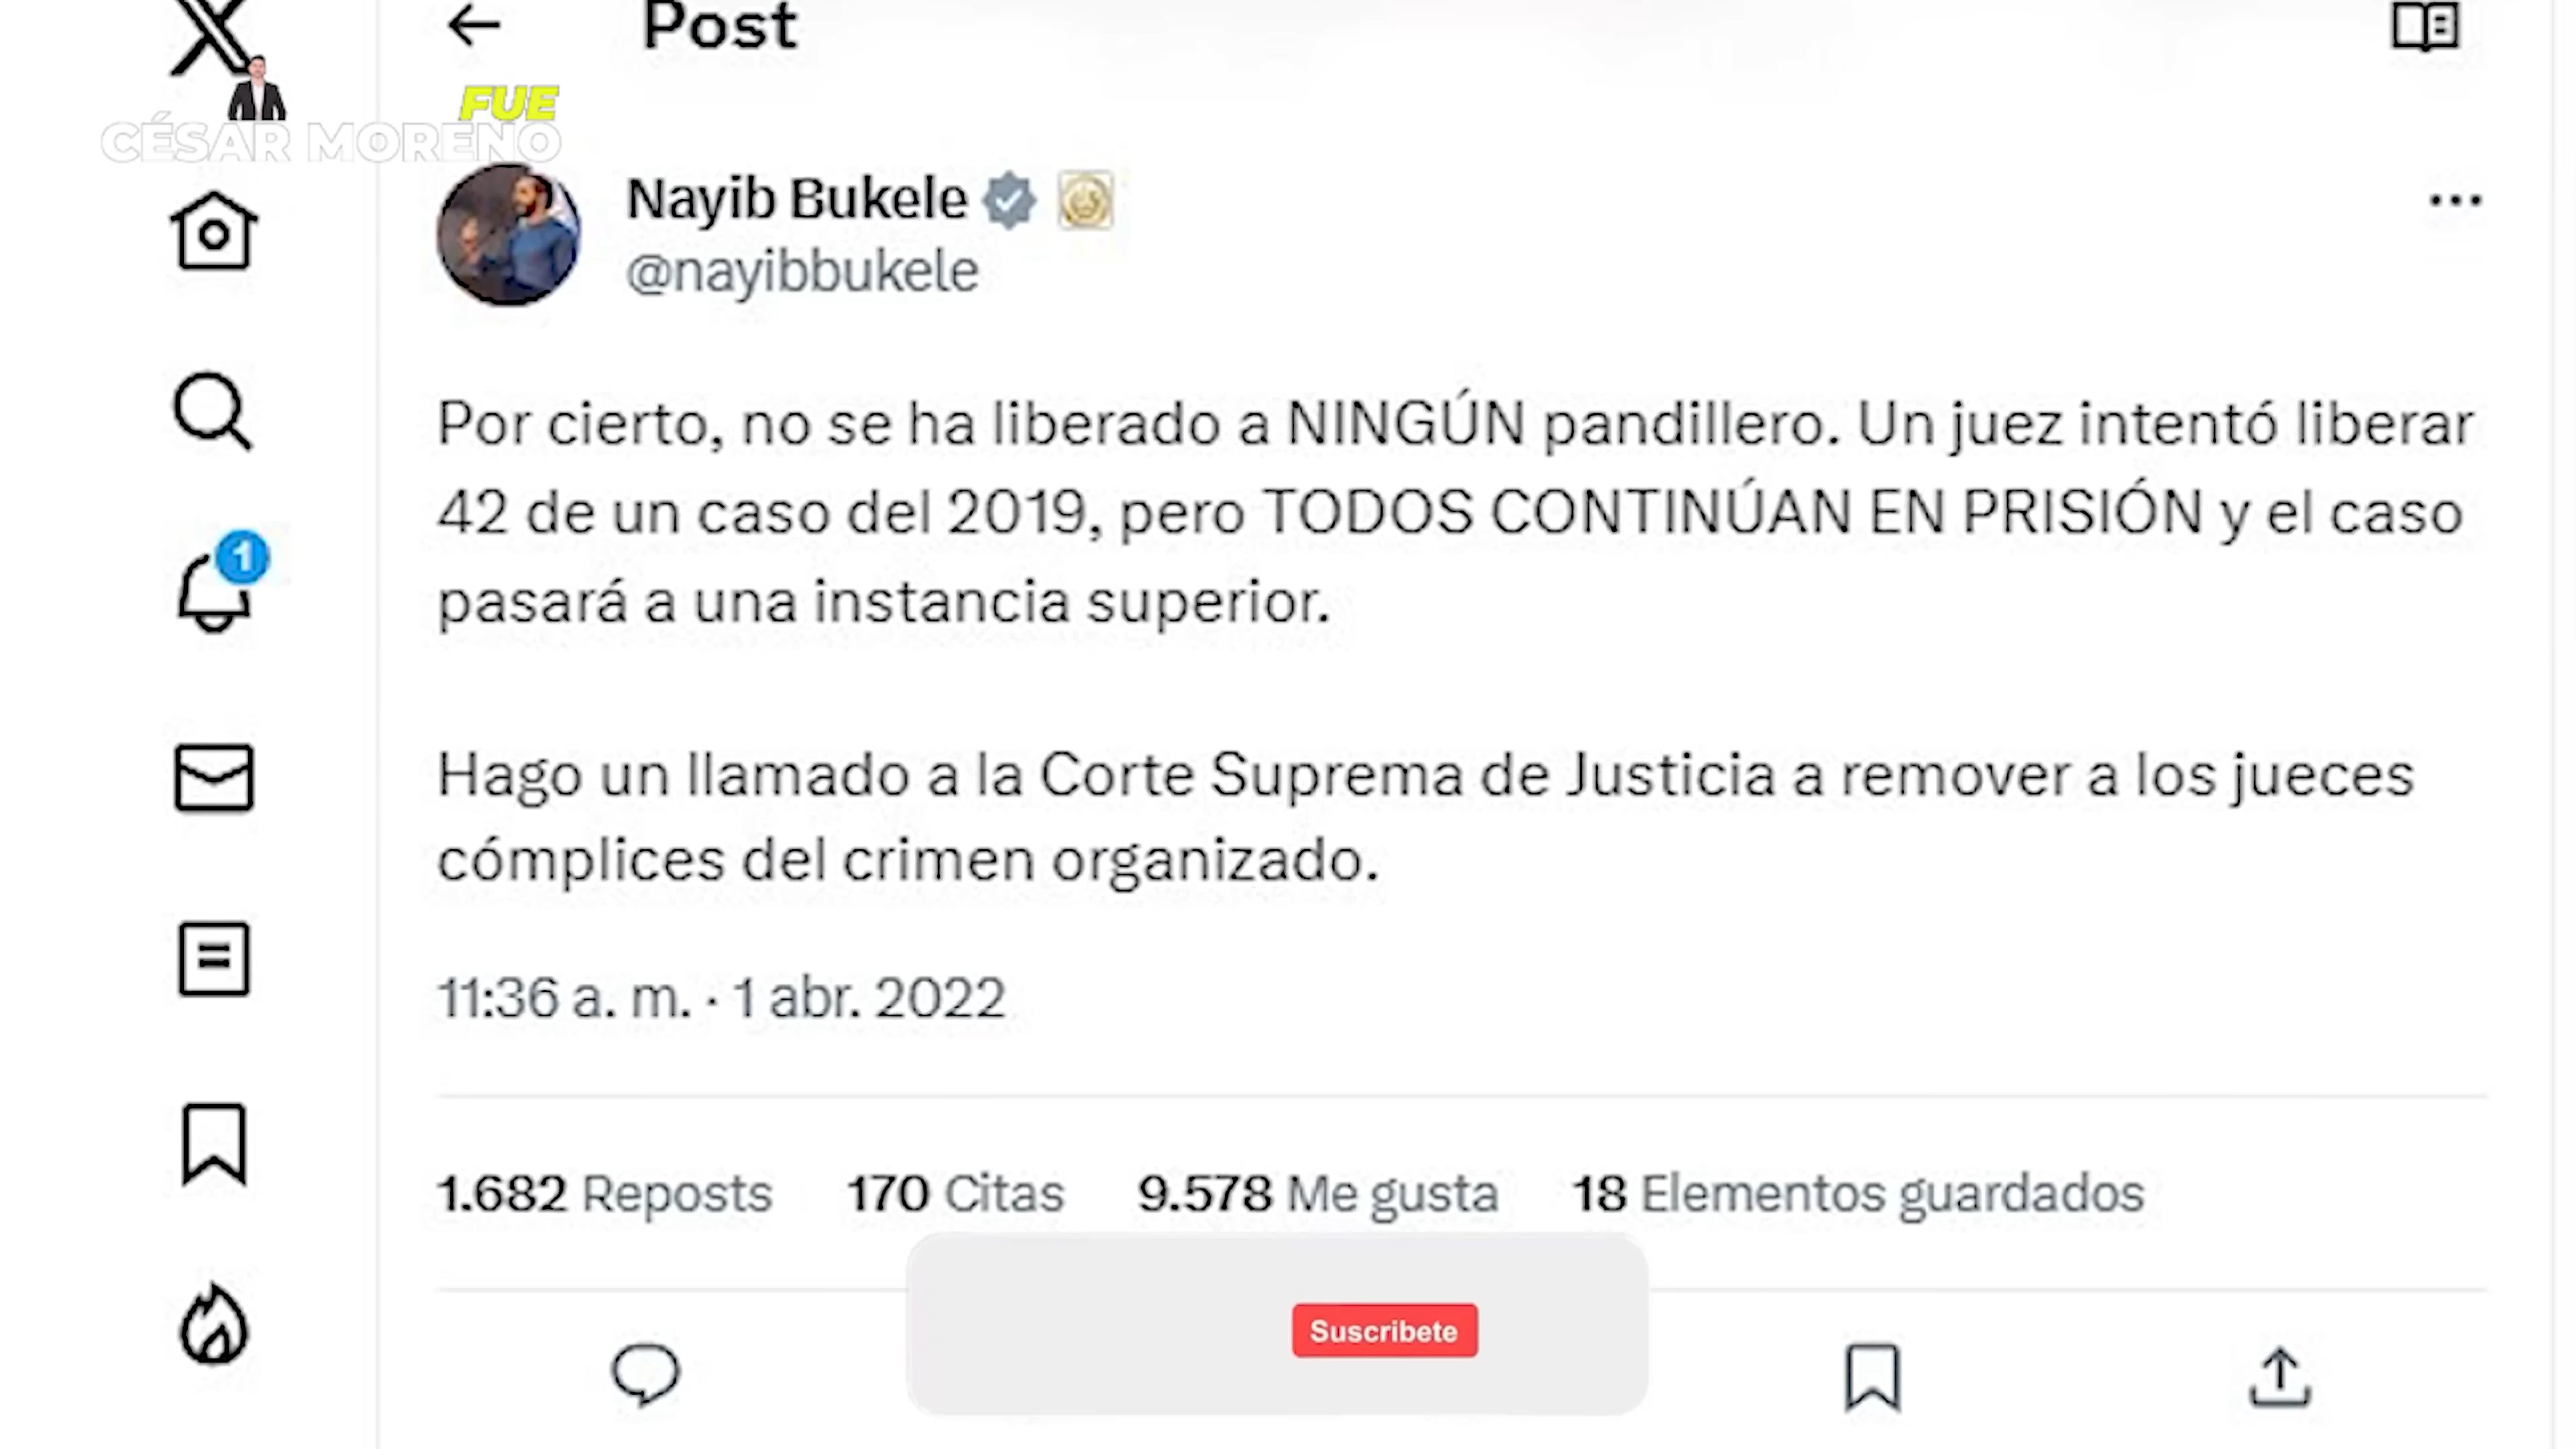 Post
FUE
CÉSAR MORENO
Nayib Bukele
@nayibbukele
Por cierto, no se ha liberado a NINGÚN pandillero. Un juez intentó liberar
42 de un caso del 2019, pero TODOS CONTINÚAN EN PRISIÓN y el caso
pasará a una instancia superior.
Hago un llamado a la Corte Suprema de Justicia a remover a los jueces
cómplices del crimen organizado.
11:36 a. m. · 1 abr. 2022
1.682 Reposts 170 Citas 9.578 Me gusta 18 Elementos guardados
Suscribete
1